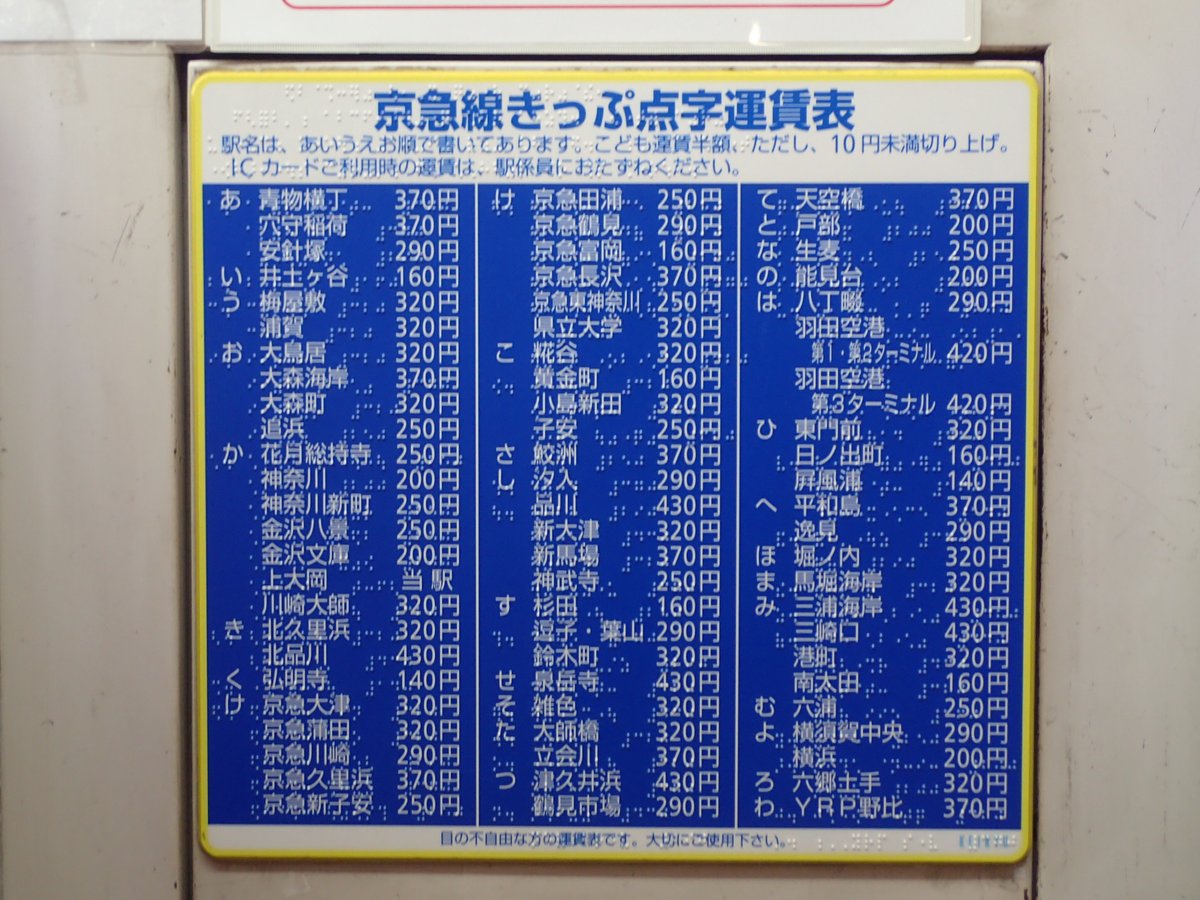 京急線きっぷ点字運賃表
駅名は、あいうえお順で書いてあります。こども運賃半額、ただし、10円未満切り上げ。
ICカードご利用時の運賃は、駅係員におたずねください。
あ 青物横丁 370円
穴守稲荷 370円
安針塚 290円
い 井土ヶ谷 160円
う 梅屋敷 320円
浦賀 320円
お 大鳥居 320円
大森海岸 370円
大森町 320円
追浜 250円
か 花月総持寺 250円
神奈川 200円
神奈川新町 250円
金沢八景 250円
金沢文庫 200円
上大岡 当駅
川崎大師 320円
き 北久里浜 320円
北品川 430円
く 弘明寺 140円
け 京急大津 320円
京急蒲田 320円
京急川崎 290円
京急久里浜 370円
京急新子安 250円
け 京急田浦 250円
京急鶴見 290円
京急富岡 160円
京急長沢 370円
京急東神奈川 250円
県立大学 320円
こ 糀谷 320円
黄金町 160円
小島新田 320円
子安 250円
さ 鮫洲 370円
し 汐入 290円
品川 430円
新大津 320円
新馬場 370円
神武寺 250円
す 杉田 160円
逗子・葉山 290円
鈴木町 320円
せ 泉岳寺 430円
そ 雑色 320円
た 大師橋 320円
立会川 370円
つ 津久井浜 430円
鶴見市場 290円
て 天空橋 370円
と 戸部 200円
な 生麦 250円
の 能見台 200円
は 八丁畷 290円
羽田空港
第1・第2ターミナル 420円
羽田空港
第3ターミナル 420円
ひ 東門前 320円
日ノ出町 160円
屏風浦 140円
へ 平和島 370円
逸見 290円
ほ 堀ノ内 320円
ま 馬堀海岸 320円
み 三浦海岸 430円
三崎口 430円
港町 320円
南太田 160円
む 六浦 250円
よ 横須賀中央 290円
横浜 200円
ろ 六郷土手 320円
わ YRP野比 370円
目の不自由な方の運賃表です。大切にご使用下さい。